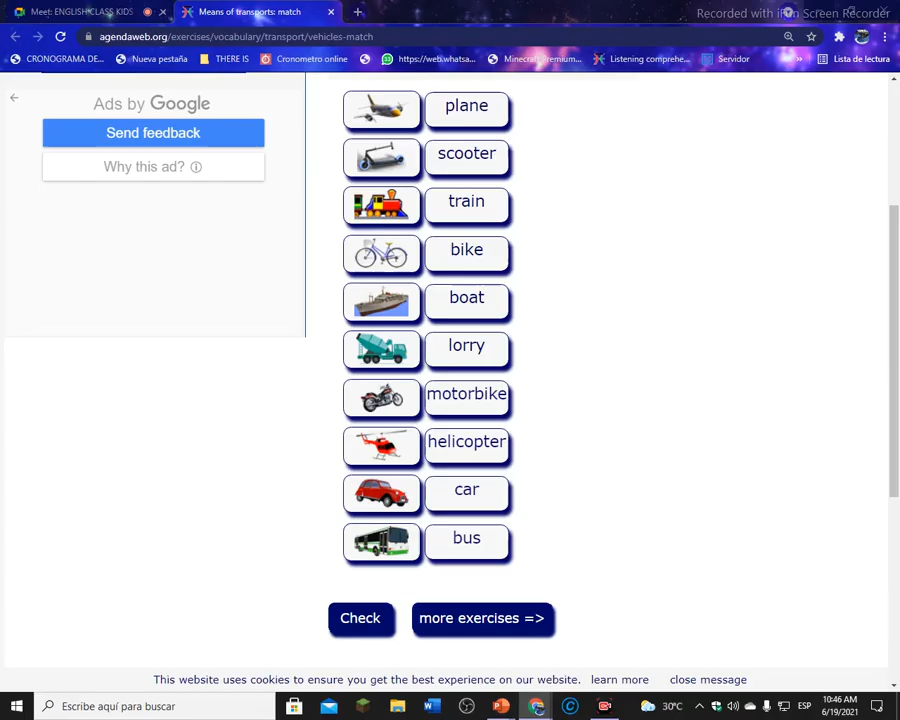 Meet: ENGLISH CLASS KIDS
Means of transports: match
Recorded with iFun Screen Recorder
agendaweb.org/exercises/vocabulary/transport/vehicles-match
CRONOGRAMA DE...
Nueva pestaña
THERE IS
Cronometro online
https://web.whatsa...
Minecraft Premium...
Listening comprehe...
Servidor
»
Lista de lectura
Ads by Google
Send feedback
Why this ad?
plane
scooter
train
bike
boat
lorry
motorbike
helicopter
car
bus
Check
more exercises =>
This website uses cookies to ensure you get the best experience on our website. learn more close message
Escribe aquí para buscar
30°C
ESP
10:46 AM
6/19/2021